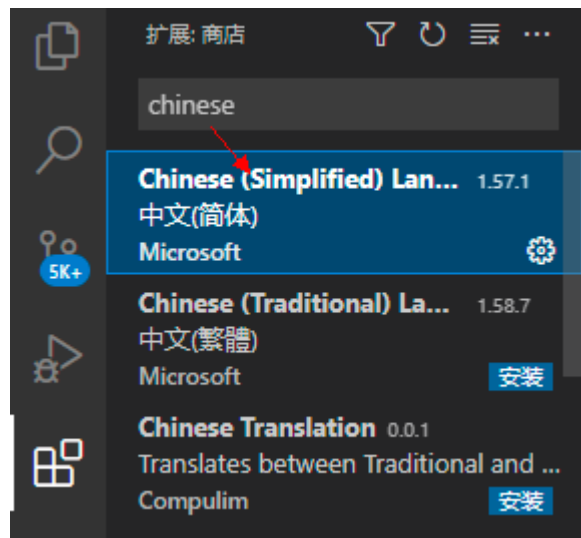 扩展: 商店
chinese
Chinese (Simplified) Lan... 1.57.1
中文(简体)
Microsoft
5K+
Chinese (Traditional) La... 1.58.7
中文(繁體)
Microsoft 安装
Chinese Translation 0.0.1
Translates between Traditional and ...
Compulim 安装